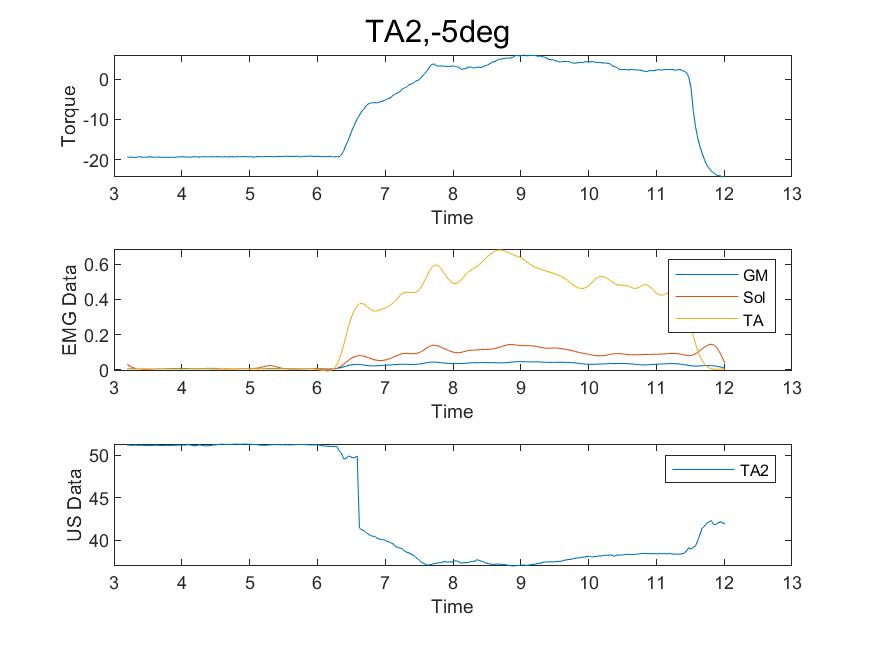 TA2,-5deg
0
-10
-20
Torque
3 4 5 6 7 8 9 10 11 12 13
Time
0.6
0.4
0.2
0
EMG Data
GM
Sol
TA
3 4 5 6 7 8 9 10 11 12 13
Time
50
45
40
US Data
TA2
3 4 5 6 7 8 9 10 11 12 13
Time